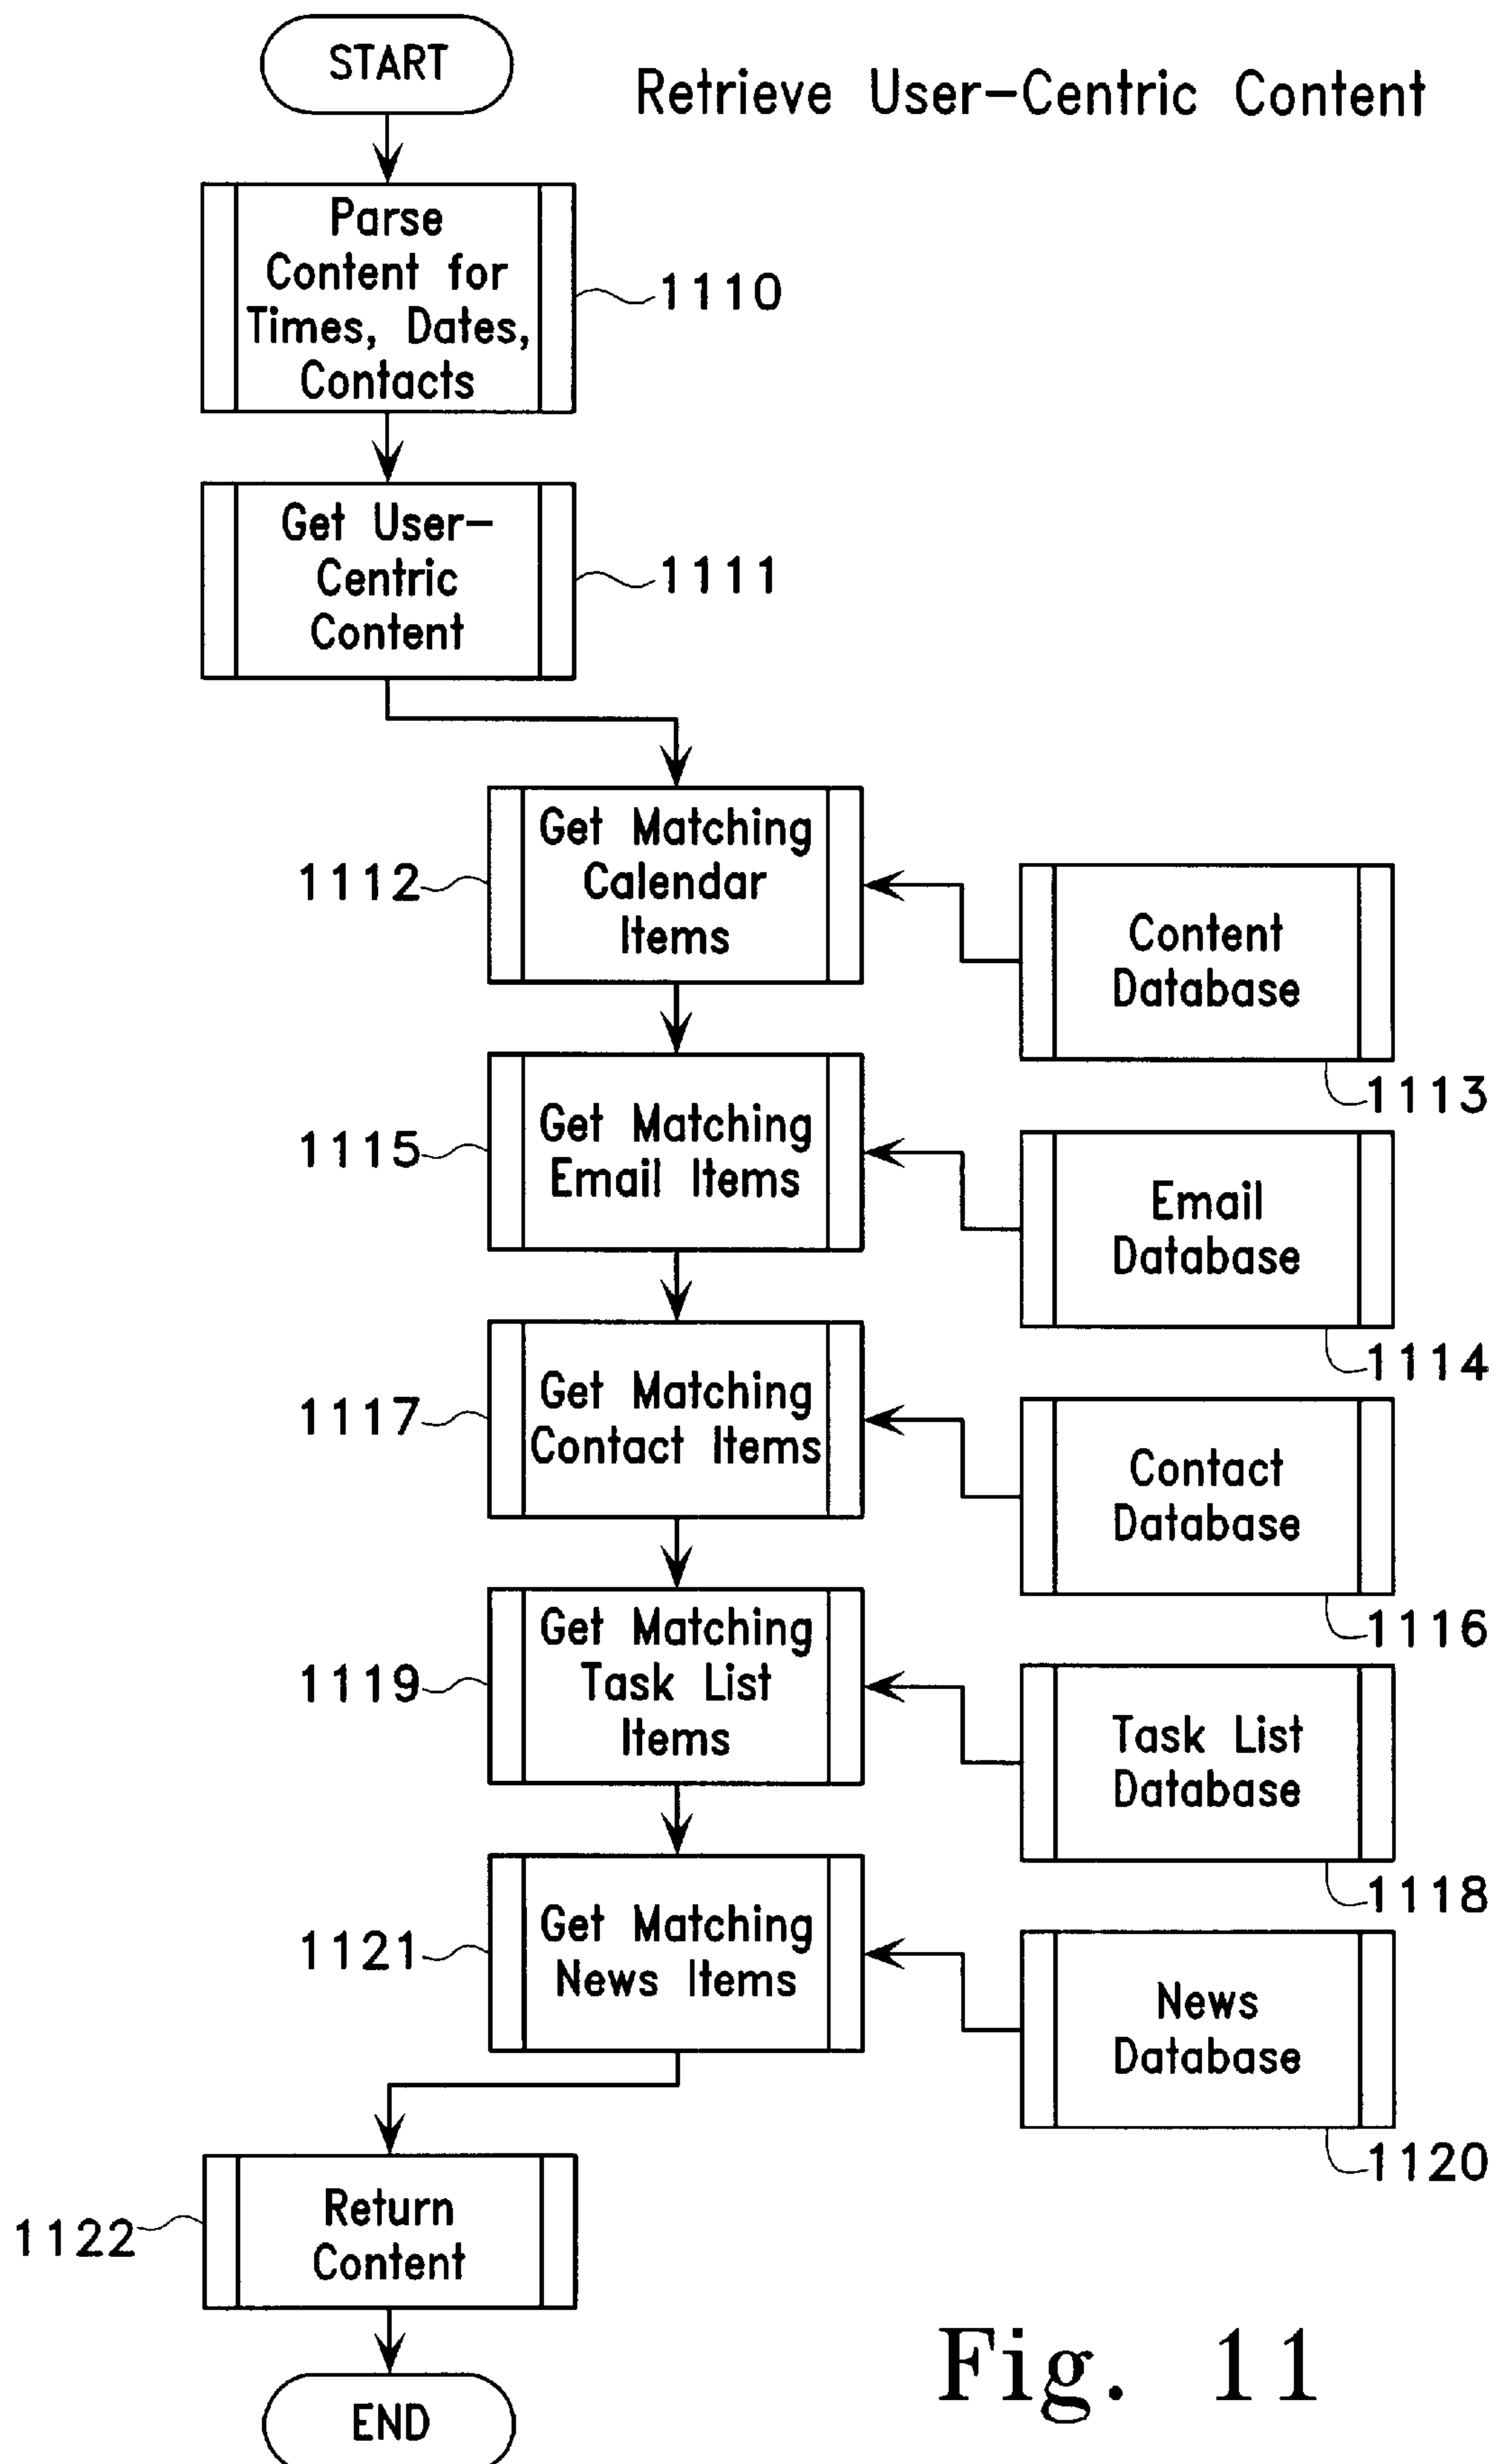 START
Retrieve User-Centric Content
Parse
Content for
Times, Dates,
Contacts
1110
Get User-
Centric
Content
1111
Get Matching
Calendar
Items
1112
Content
Database
1113
Get Matching
Email Items
1115
Email
Database
1114
Get Matching
Contact Items
1117
Contact
Database
1116
Get Matching
Task List
Items
1119
Task List
Database
1118
Get Matching
News Items
1121
News
Database
1120
Return
Content
1122
END
Fig. 11